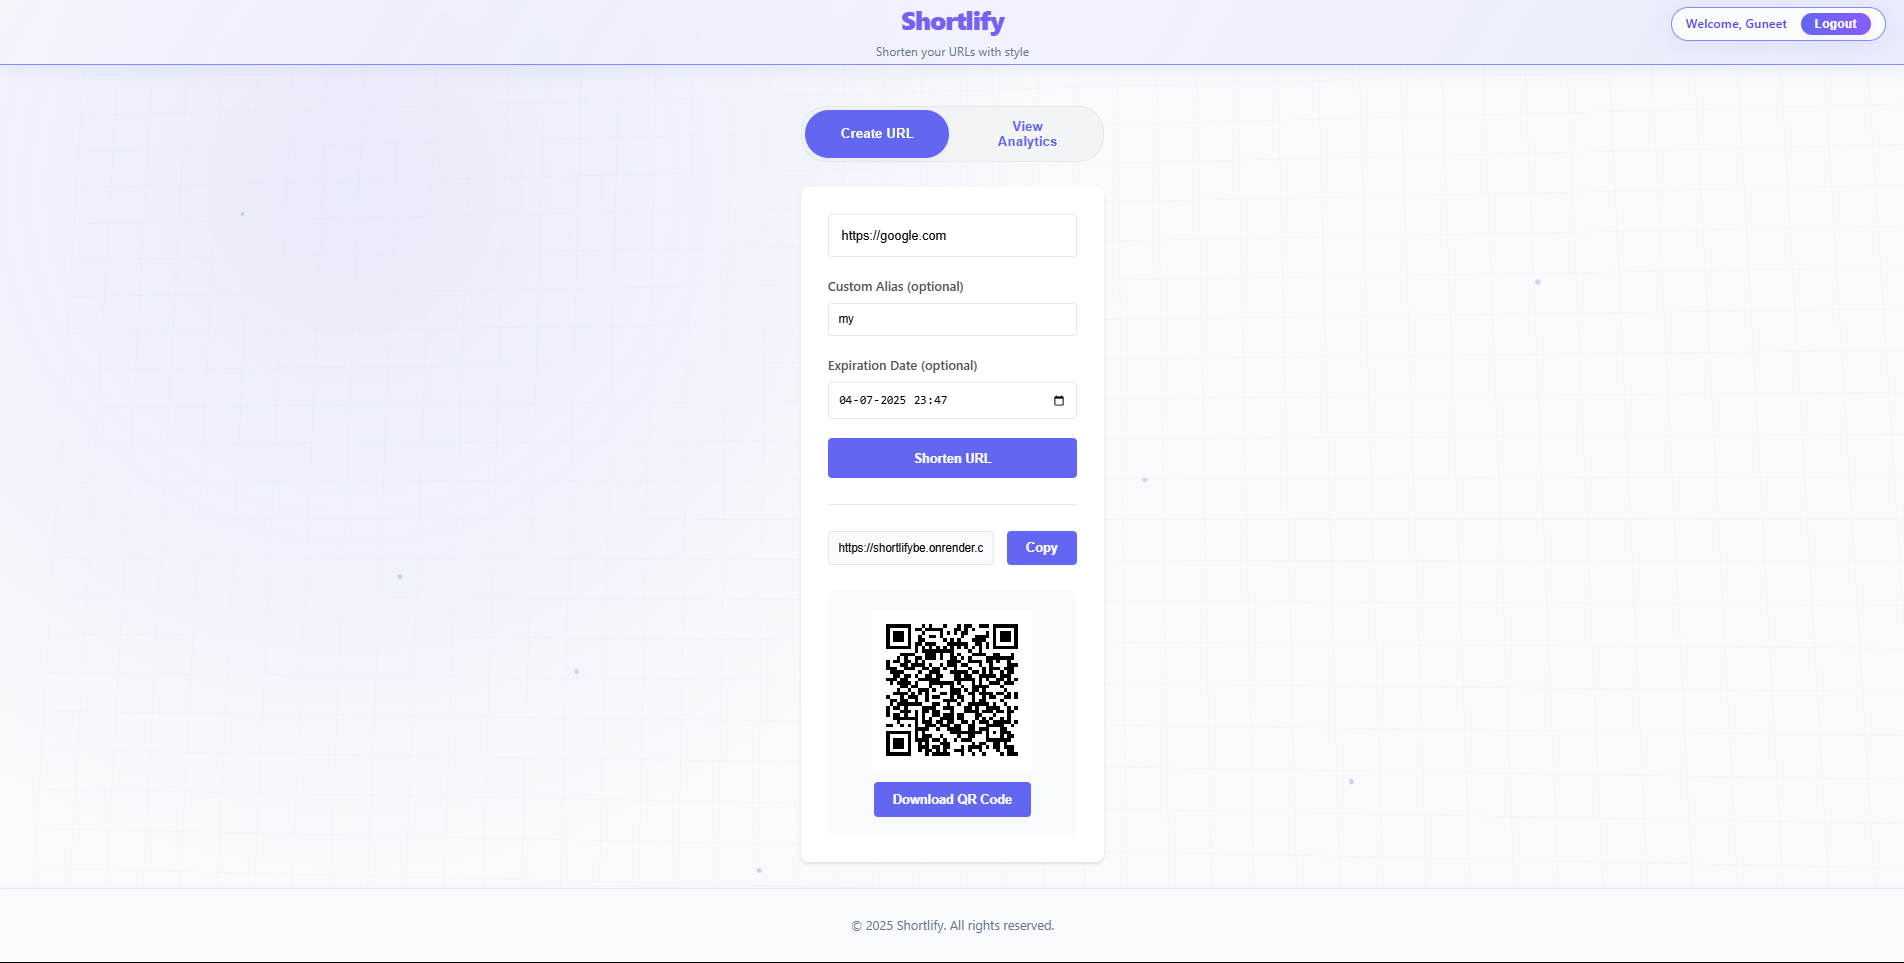 Shortlify
Shorten your URLs with style
Welcome, Guneet
Logout
Create URL
View
Analytics
https://google.com
Custom Alias (optional)
my
Expiration Date (optional)
04-07-2025 23:47
Shorten URL
https://shortlifybe.onrender.c
Copy
Download QR Code
© 2025 Shortlify. All rights reserved.